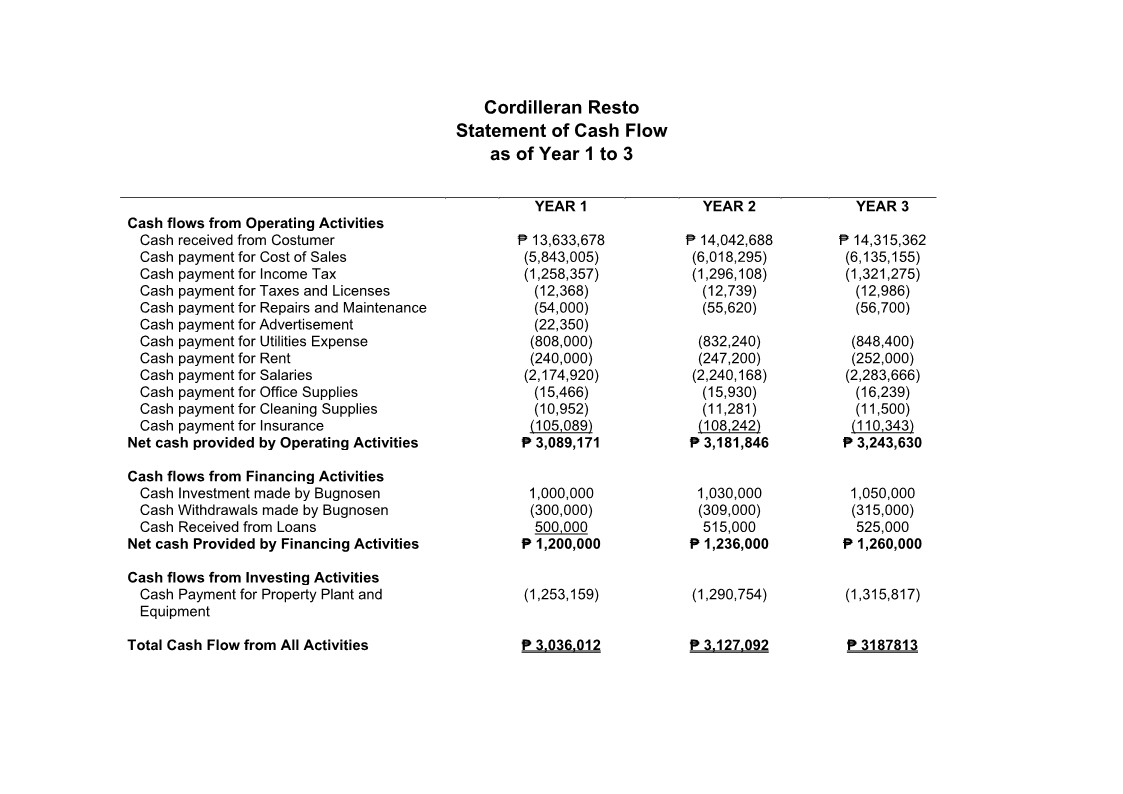 Cordilleran Resto
Statement of Cash Flow
as of Year 1 to 3
YEAR 1 YEAR 2 YEAR 3
Cash flows from Operating Activities
Cash received from Costumer ₱ 13,633,678 ₱ 14,042,688 ₱ 14,315,362
Cash payment for Cost of Sales (5,843,005) (6,018,295) (6,135,155)
Cash payment for Income Tax (1,258,357) (1,296,108) (1,321,275)
Cash payment for Taxes and Licenses (12,368) (12,739) (12,986)
Cash payment for Repairs and Maintenance (54,000) (55,620) (56,700)
Cash payment for Advertisement (22,350)
Cash payment for Utilities Expense (808,000) (832,240) (848,400)
Cash payment for Rent (240,000) (247,200) (252,000)
Cash payment for Salaries (2,174,920) (2,240,168) (2,283,666)
Cash payment for Office Supplies (15,466) (15,930) (16,239)
Cash payment for Cleaning Supplies (10,952) (11,281) (11,500)
Cash payment for Insurance (105,089) (108,242) (110,343)
Net cash provided by Operating Activities ₱ 3,089,171 ₱ 3,181,846 ₱ 3,243,630
Cash flows from Financing Activities
Cash Investment made by Bugnosen 1,000,000 1,030,000 1,050,000
Cash Withdrawals made by Bugnosen (300,000) (309,000) (315,000)
Cash Received from Loans 500,000 515,000 525,000
Net cash Provided by Financing Activities ₱ 1,200,000 ₱ 1,236,000 ₱ 1,260,000
Cash flows from Investing Activities
Cash Payment for Property Plant and (1,253,159) (1,290,754) (1,315,817)
Equipment
Total Cash Flow from All Activities ₱ 3,036,012 ₱ 3,127,092 ₱ 3187813